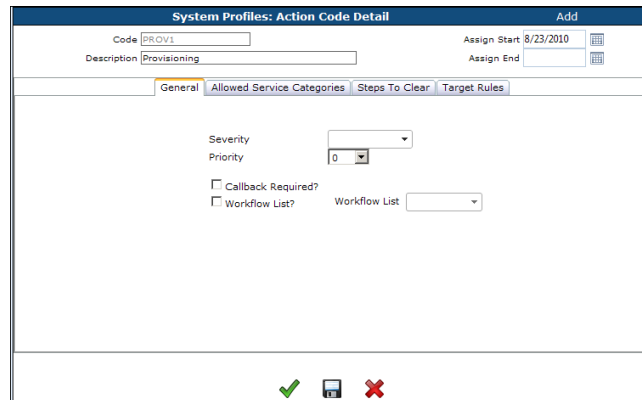 System Profiles: Action Code Detail Add
Code PROV1 Assign Start 8/23/2010
Description Provisioning Assign End
General Allowed Service Categories Steps To Clear Target Rules
Severity
Priority 0
Callback Required?
Workflow List? Workflow List